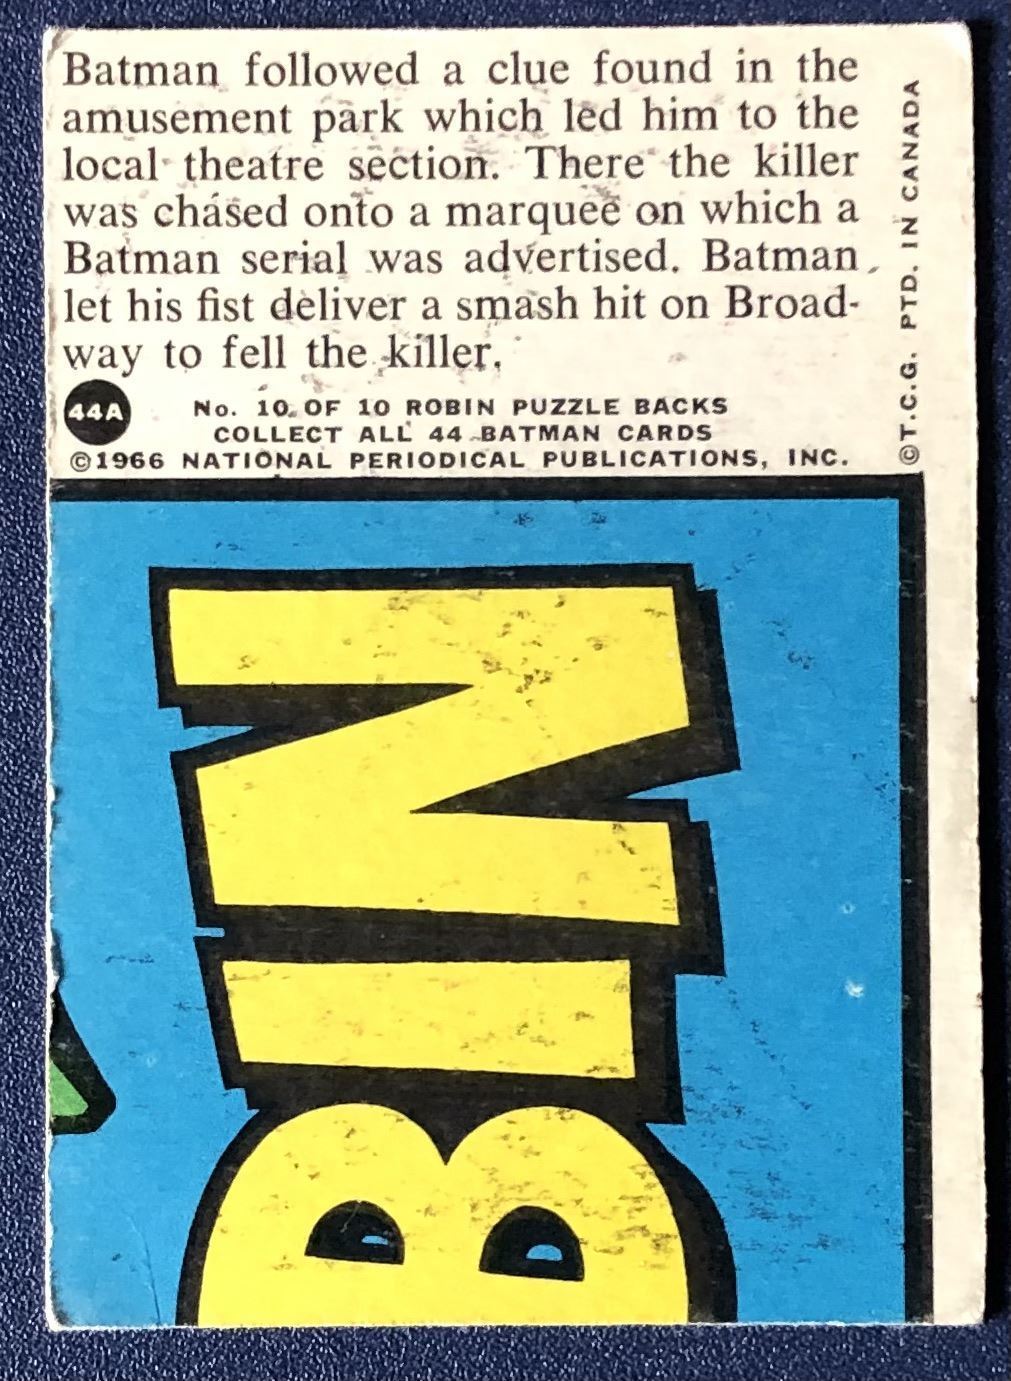 Batman followed a clue found in the
amusement park which led him to the
local theatre section. There the killer
was chased onto a marquee on which a
Batman serial was advertised. Batman
let his fist deliver a smash hit on Broad-
way to fell the killer.
44A
No. 10 OF 10 ROBIN PUZZLE BACKS
COLLECT ALL 44 BATMAN CARDS
©1966 NATIONAL PERIODICAL PUBLICATIONS, INC.
©T.C.G. PTD. IN CANADA
BIN